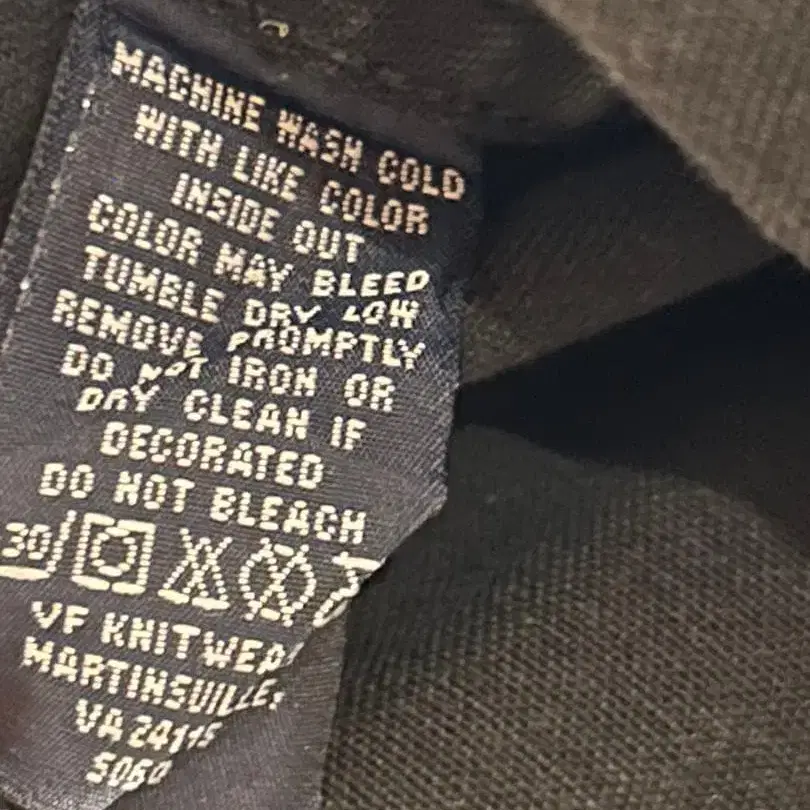 MACHINE WASH COLD
WITH LIKE COLOR
INSIDE OUT
COLOR MAY BLEED
TUMBLE DRY LOW
REMOVE PROMPTLY
DO NOT IRON OR
DRY CLEAN IF
DECORATED
DO NOT BLEACH
30
VF KNITWEAR
MARTINSVILLE,
VA 24115